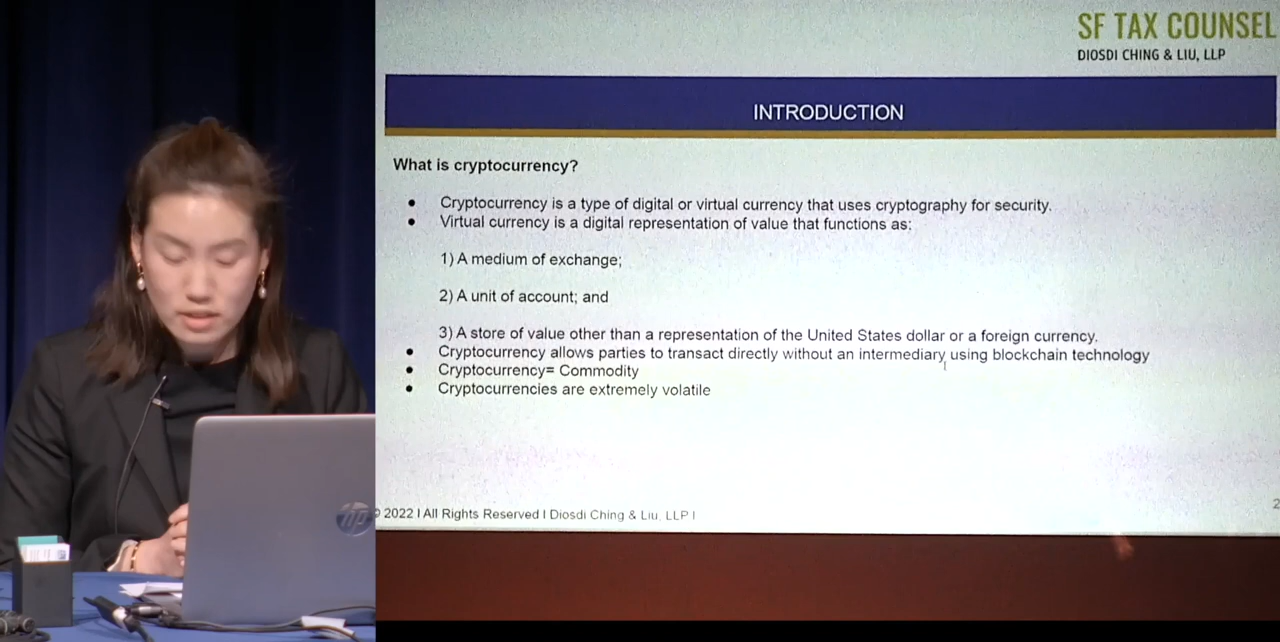 SF TAX COUNSEL
DIOSDI CHING & LIU, LLP
INTRODUCTION
What is cryptocurrency?
● Cryptocurrency is a type of digital or virtual currency that uses cryptography for security.
● Virtual currency is a digital representation of value that functions as:
1) A medium of exchange;
2) A unit of account; and
3) A store of value other than a representation of the United States dollar or a foreign currency.
● Cryptocurrency allows parties to transact directly without an intermediary using blockchain technology
● Cryptocurrency= Commodity
● Cryptocurrencies are extremely volatile
© 2022 I All Rights Reserved I Diosdi Ching & Liu, LLP I
2
hp